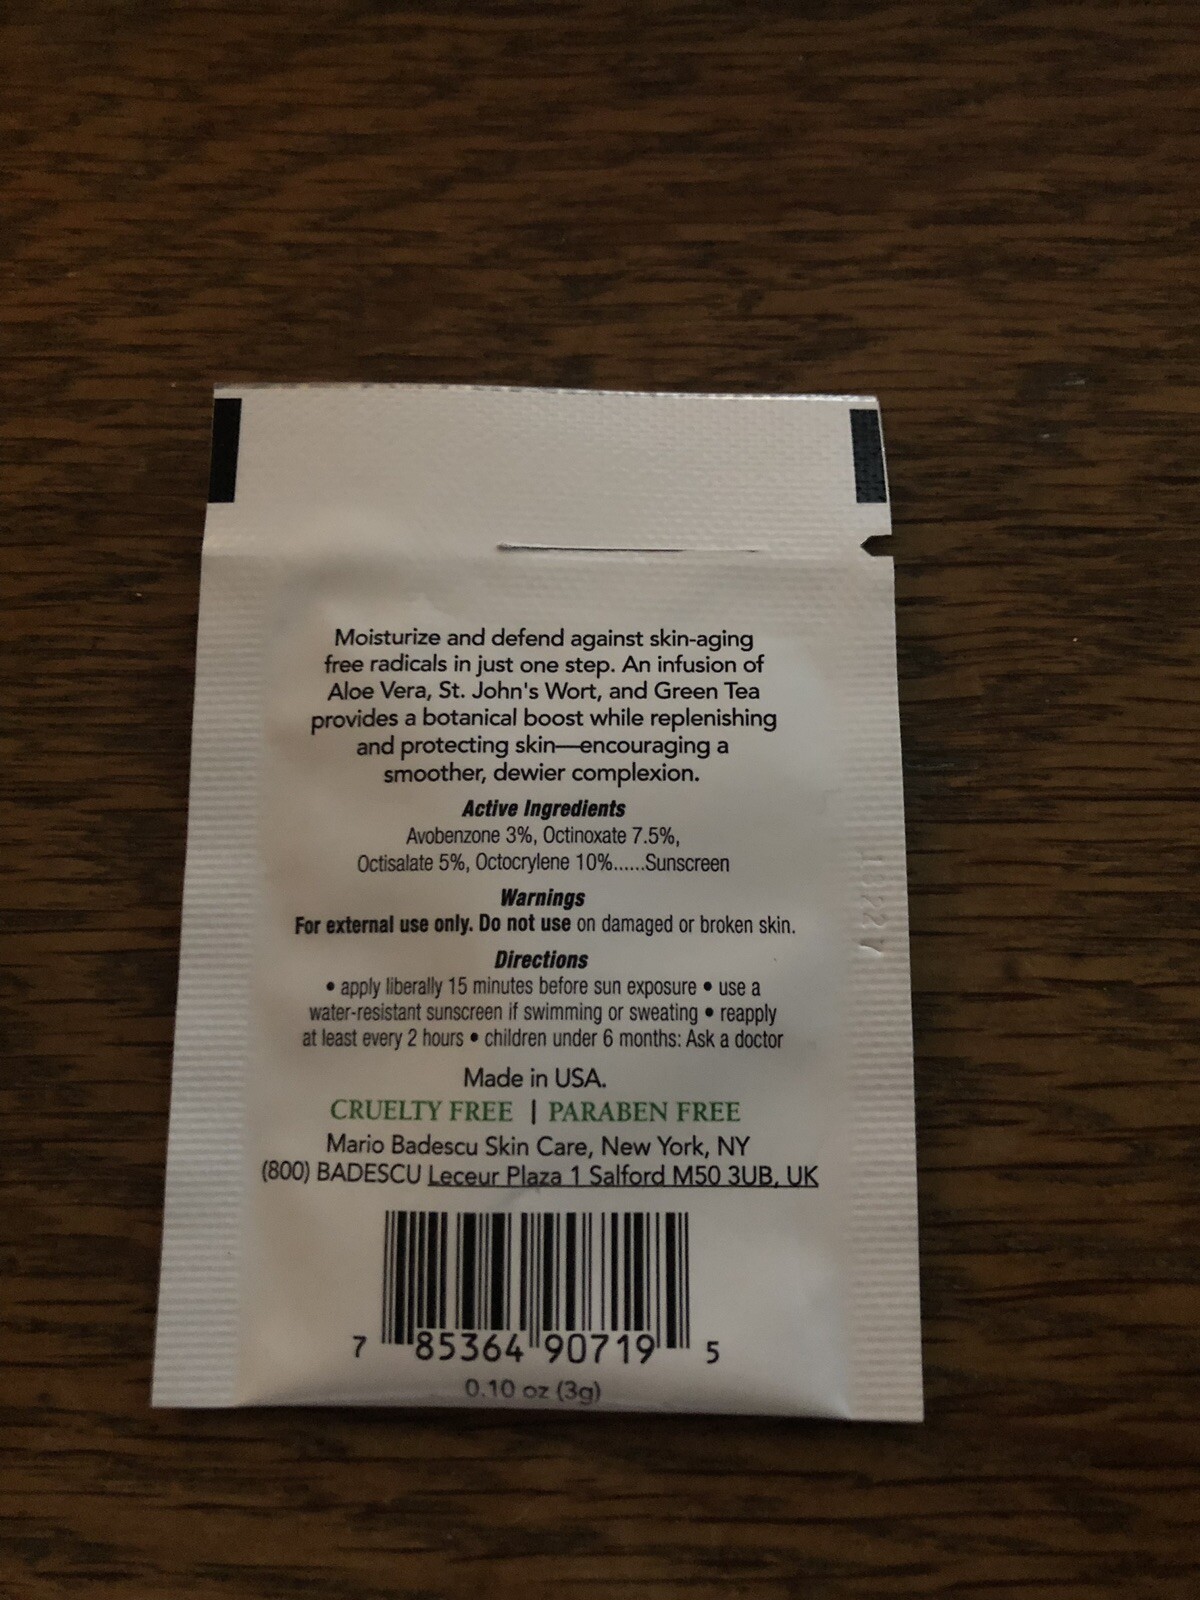 Moisturize and defend against skin-aging
free radicals in just one step. An infusion of
Aloe Vera, St. John's Wort, and Green Tea
provides a botanical boost while replenishing
and protecting skin—encouraging a
smoother, dewier complexion.
Active Ingredients
Avobenzone 3%, Octinoxate 7.5%,
Octisalate 5%, Octocrylene 10%......Sunscreen
Warnings
For external use only. Do not use on damaged or broken skin.
Directions
• apply liberally 15 minutes before sun exposure • use a
water-resistant sunscreen if swimming or sweating • reapply
at least every 2 hours • children under 6 months: Ask a doctor
Made in USA.
CRUELTY FREE | PARABEN FREE
Mario Badescu Skin Care, New York, NY
(800) BADESCU Leceur Plaza 1 Salford M50 3UB, UK
7 85364 90719 5
0.10 oz (3g)